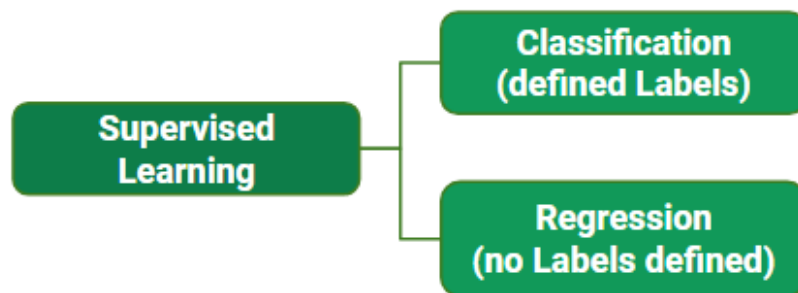 Supervised
Learning
Classification
(defined Labels)
Regression
(no Labels defined)